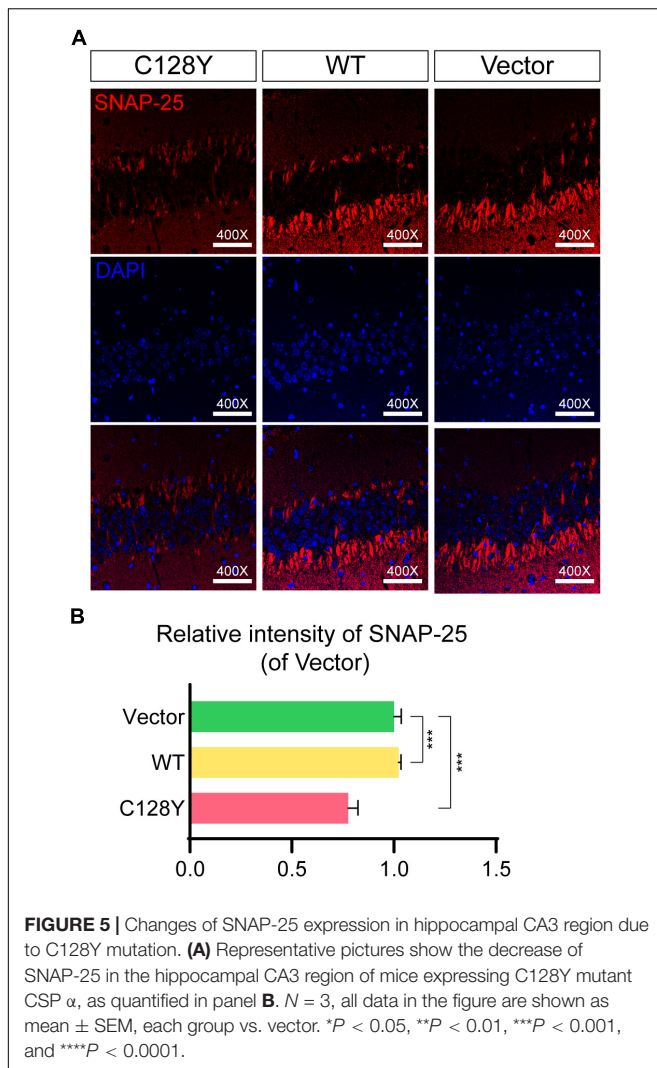 A
C128Y WT Vector
SNAP-25
400X 400X 400X
DAPI
400X 400X 400X
400X 400X 400X
B
Relative intensity of SNAP-25
(of Vector)
Vector
***
WT
***
C128Y
0.0 0.5 1.0 1.5
FIGURE 5 | Changes of SNAP-25 expression in hippocampal CA3 region due
to C128Y mutation. (A) Representative pictures show the decrease of
SNAP-25 in the hippocampal CA3 region of mice expressing C128Y mutant
CSP α, as quantified in panel B. N = 3, all data in the figure are shown as
mean ± SEM, each group vs. vector. *P < 0.05, **P < 0.01, ***P < 0.001,
and ****P < 0.0001.